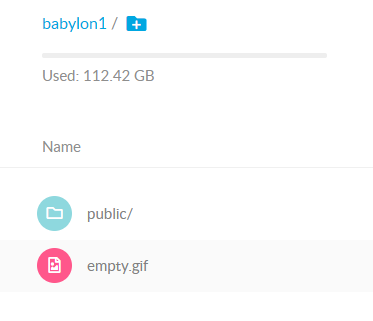 babylon1 /
Used: 112.42 GB
Name
public/
empty.gif